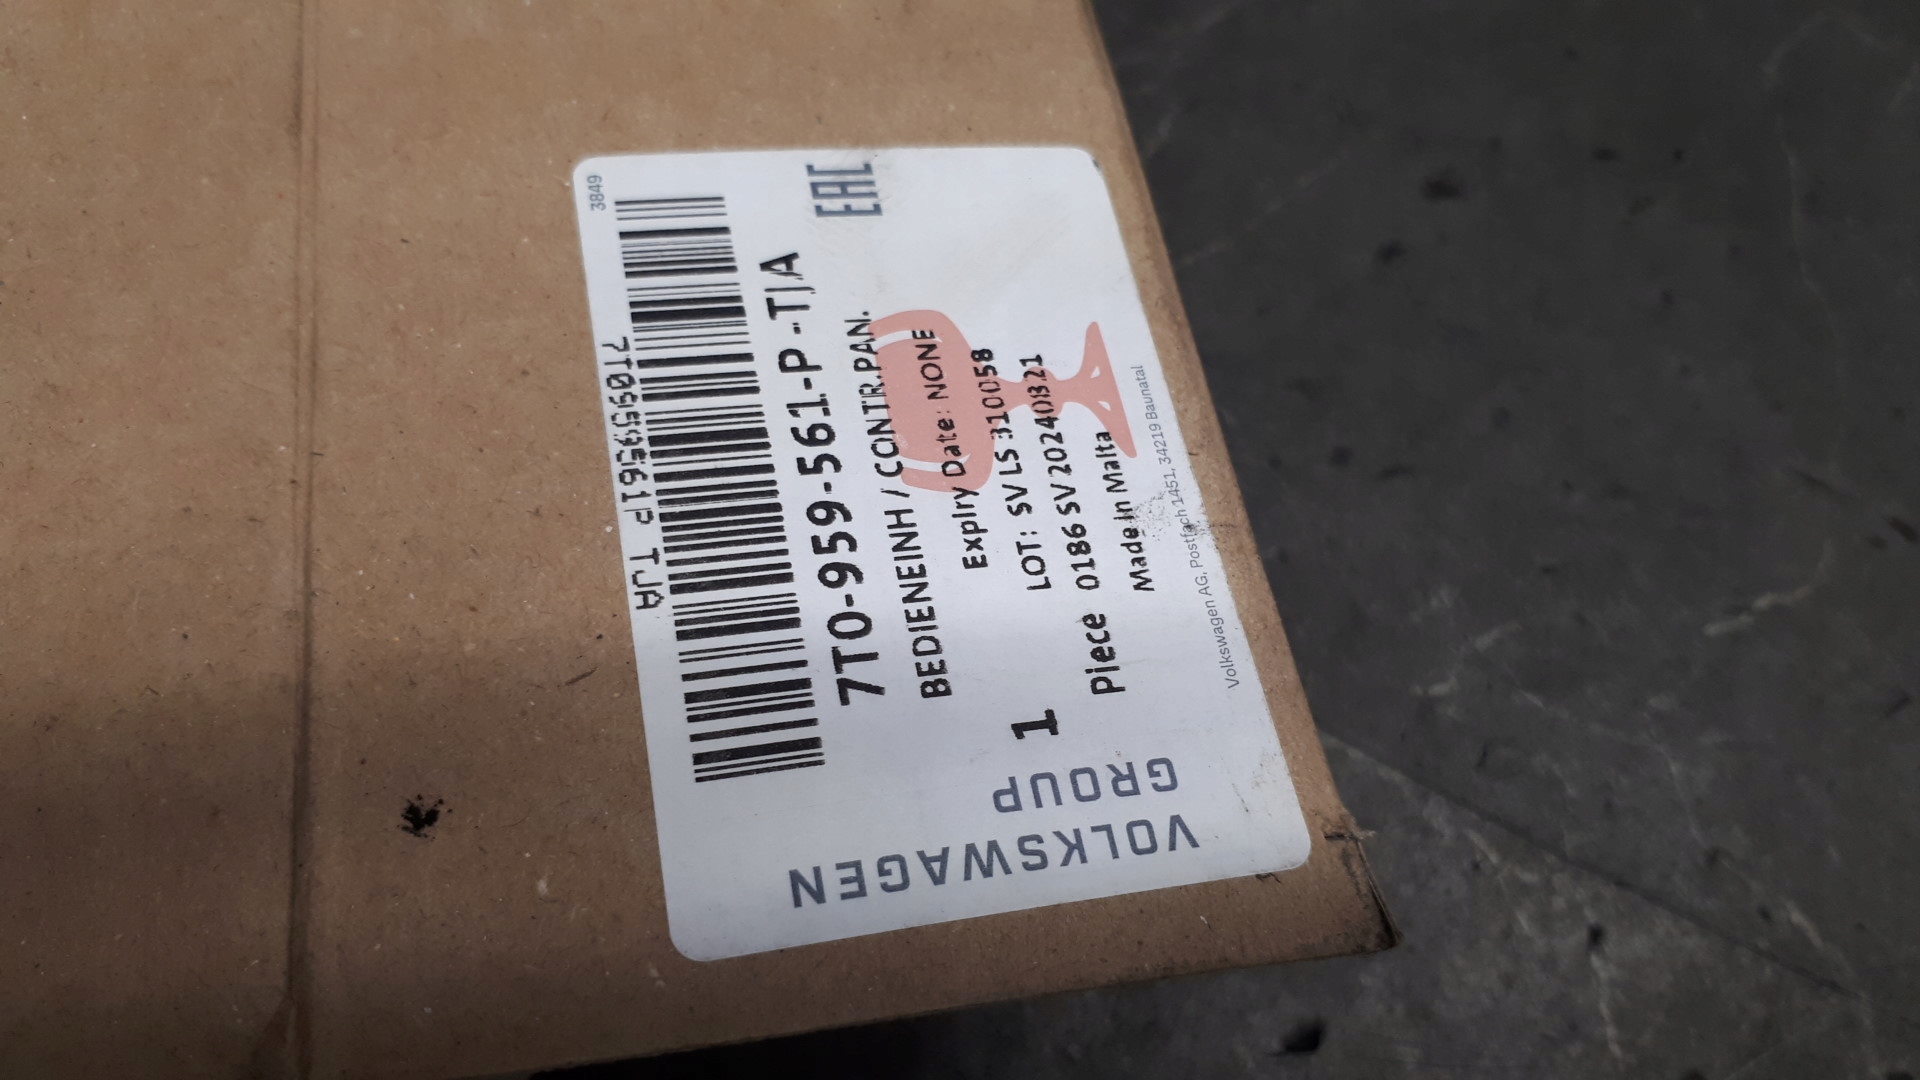 3849
7T0959561P TJA
7T0-959-561-P -TJA
EAC
BEDIENEINH / CONTR.PAN.
Expiry Date: NONE
1
LOT: SV LS 310058
Piece 0186 SV 20240821
Made in Malta
Volkswagen AG, Postfach 1451, 34219 Baunatal
VOLKSWAGEN
GROUP